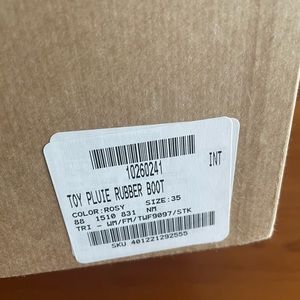 10260241
INT
TOY PLUIE RUBBER BOOT
COLOR:ROSY SIZE:35
88 1510 831 NM
TRI - WM/FM/TWF9097/STK
SKU 401221292555